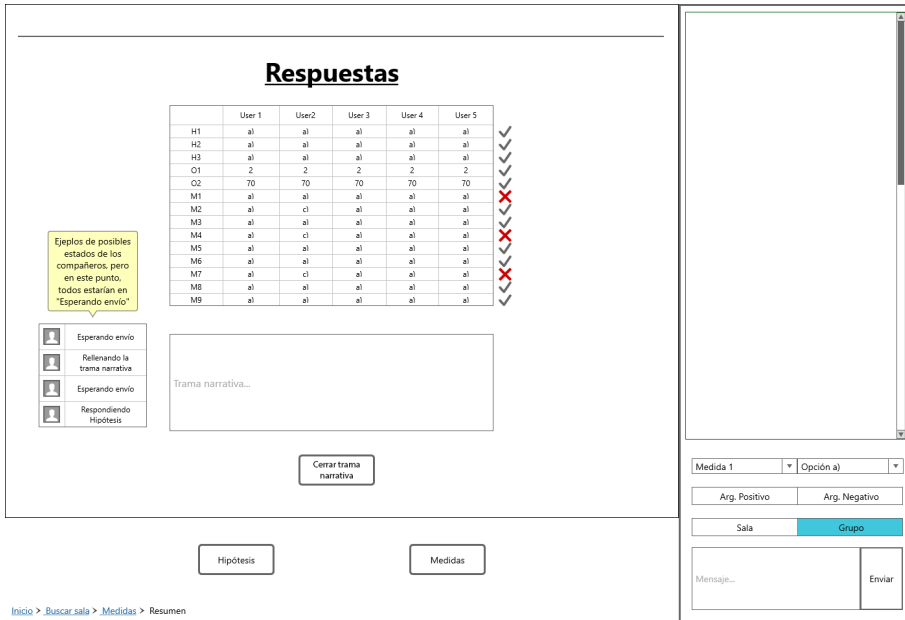 Respuestas
User 1 User2 User 3 User 4 User 5
H1 a) a) a) a) a)
H2 a) a) a) a) a)
H3 a) a) a) a) a)
O1 2 2 2 2 2
O2 70 70 70 70 70
M1 a) a) a) a) a)
M2 a) c) a) a) a)
M3 a) a) a) a) a)
M4 a) c) a) a) a)
M5 a) a) a) a) a)
M6 a) a) a) a) a)
M7 a) c) a) a) a)
M8 a) a) a) a) a)
M9 a) a) a) a) a)
Ejeplos de posibles
estados de los
compañeros, pero
en este punto,
todos estarían en
"Esperando envío"
Esperando envío
Rellenando la
trama narrativa
Esperando envío
Respondiendo
Hipótesis
Trama narrativa...
Cerrar trama
narrativa
Hipótesis
Medidas
Inicio > Buscar sala > Medidas > Resumen
Medida 1 Opción a)
Arg. Positivo Arg. Negativo
Sala Grupo
Mensaje... Enviar